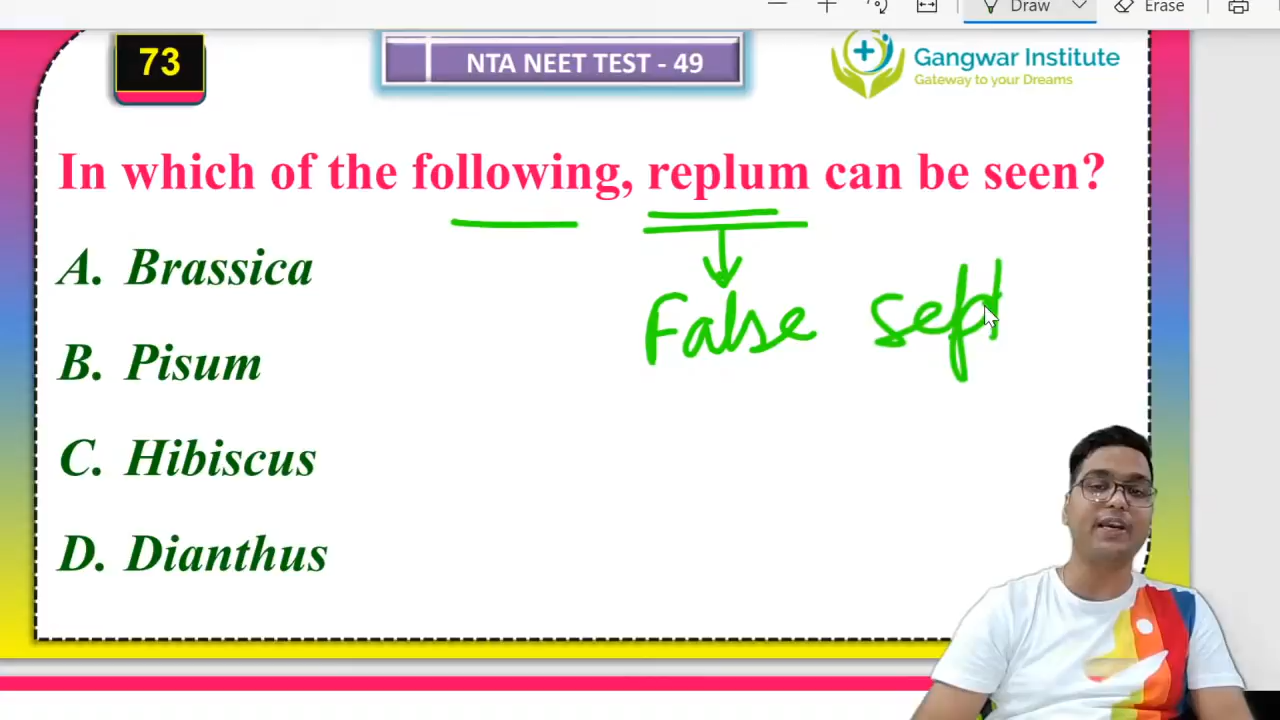 Draw
Erase
73
NTA NEET TEST - 49
Gangwar Institute
Gateway to your Dreams
In which of the following, replum can be seen?
False sept
A. Brassica
B. Pisum
C. Hibiscus
D. Dianthus